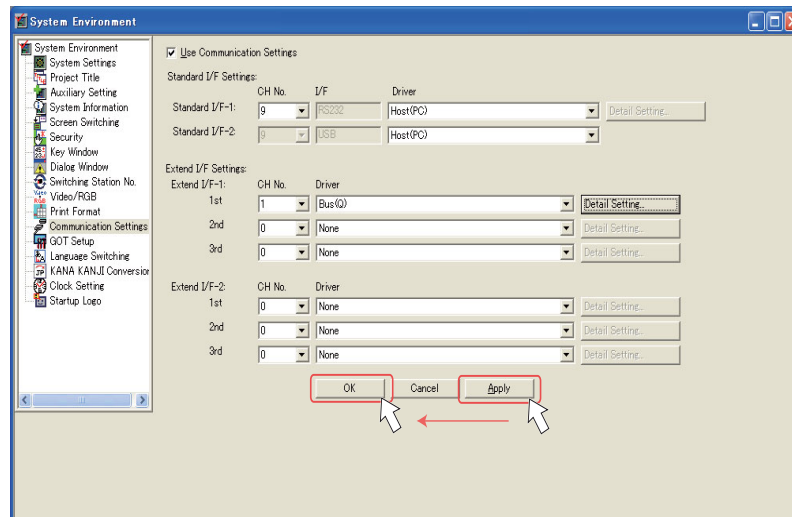 System Environment
System Environment
System Settings
Project Title
Auxiliary Setting
System Information
Screen Switching
Security
Key Window
Dialog Window
Switching Station No.
Video/RGB
Print Format
Communication Settings
GOT Setup
Language Switching
KANA KANJI Conversion
Clock Setting
Startup Logo
Use Communication Settings
Standard I/F Settings:
CH No. I/F Driver
Standard I/F-1: 9 RS232 Host(PC) Detail Setting...
Standard I/F-2: 9 USB Host(PC)
Extend I/F Settings:
Extend I/F-1: CH No. Driver
1st 1 Bus(Q) Detail Setting...
2nd 0 None Detail Setting...
3rd 0 None Detail Setting...
Extend I/F-2: CH No. Driver
1st 0 None Detail Setting...
2nd 0 None Detail Setting...
3rd 0 None Detail Setting...
OK Cancel Apply